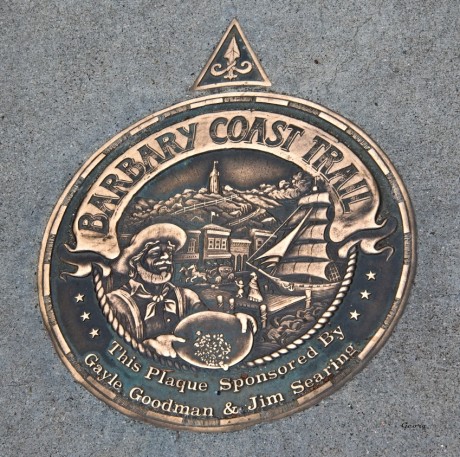 BARBARY COAST TRAIL
This Plaque Sponsored By
Gayle Goodman & Jim Searing